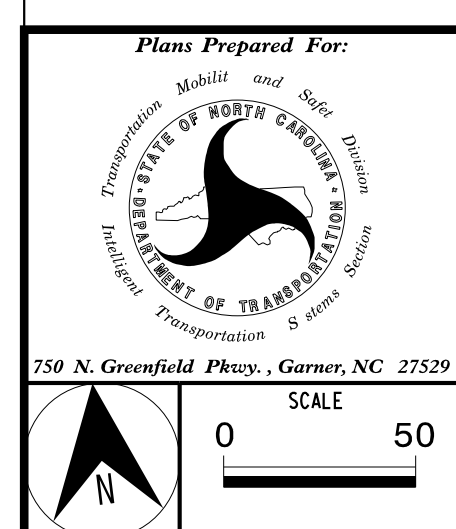 Plans Prepared For:
Transportation Mobilit and Safet Division
STATE OF NORTH CAROLINA
DEPARTMENT OF TRANSPORTATION
Intelligent Transportation S stems Section
750 N. Greenfield Pkwy. , Garner, NC 27529
SCALE
0 50
N